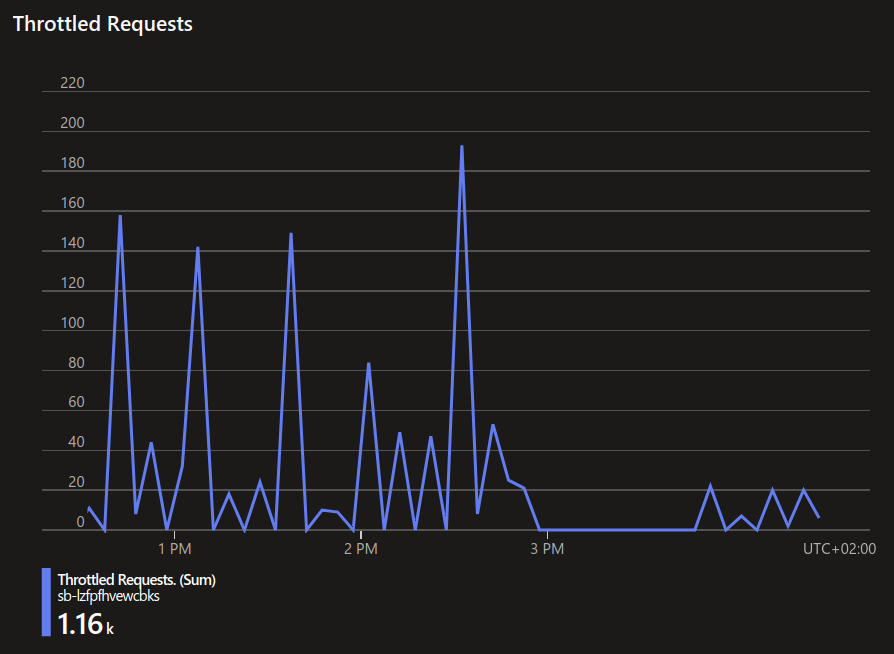 Throttled Requests
220
200
180
160
140
120
100
80
60
40
20
0
1 PM 2 PM 3 PM UTC+02:00
Throttled Requests. (Sum)
sb-lzfpfhvewcbks
1.16 k